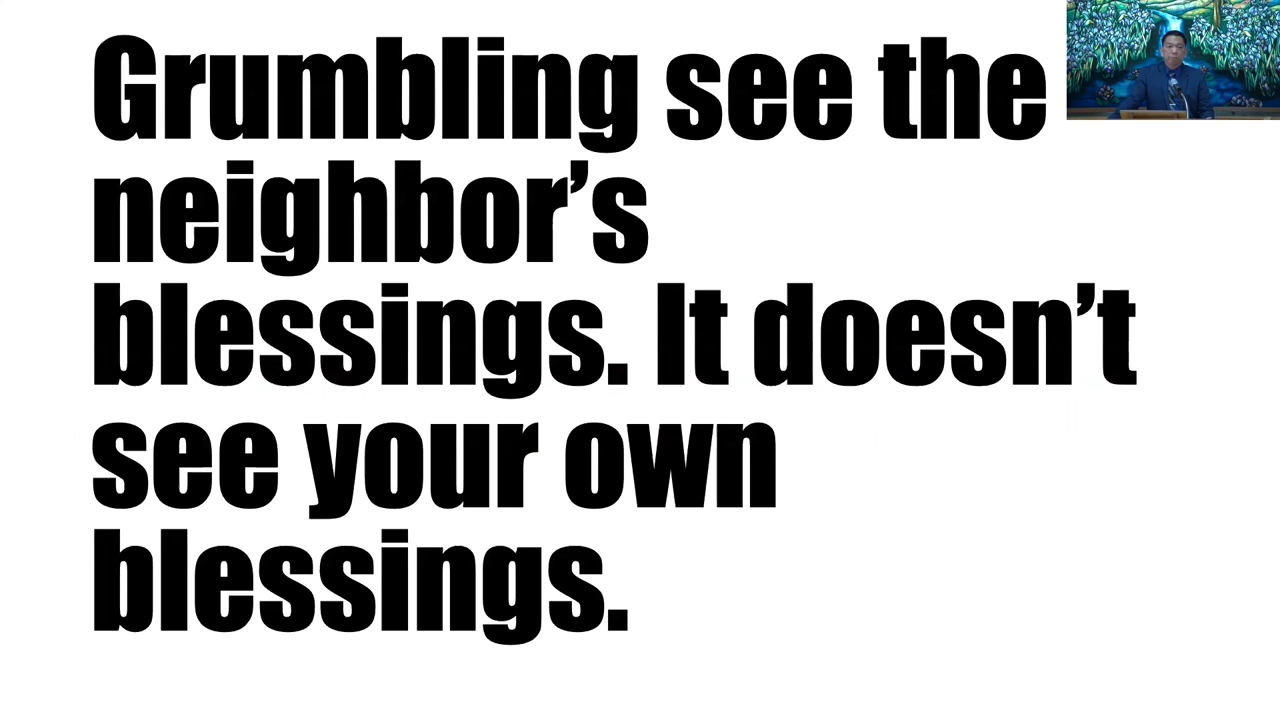 Grumbling see the
neighbor’s
blessings. It doesn’t
see your own
blessings.